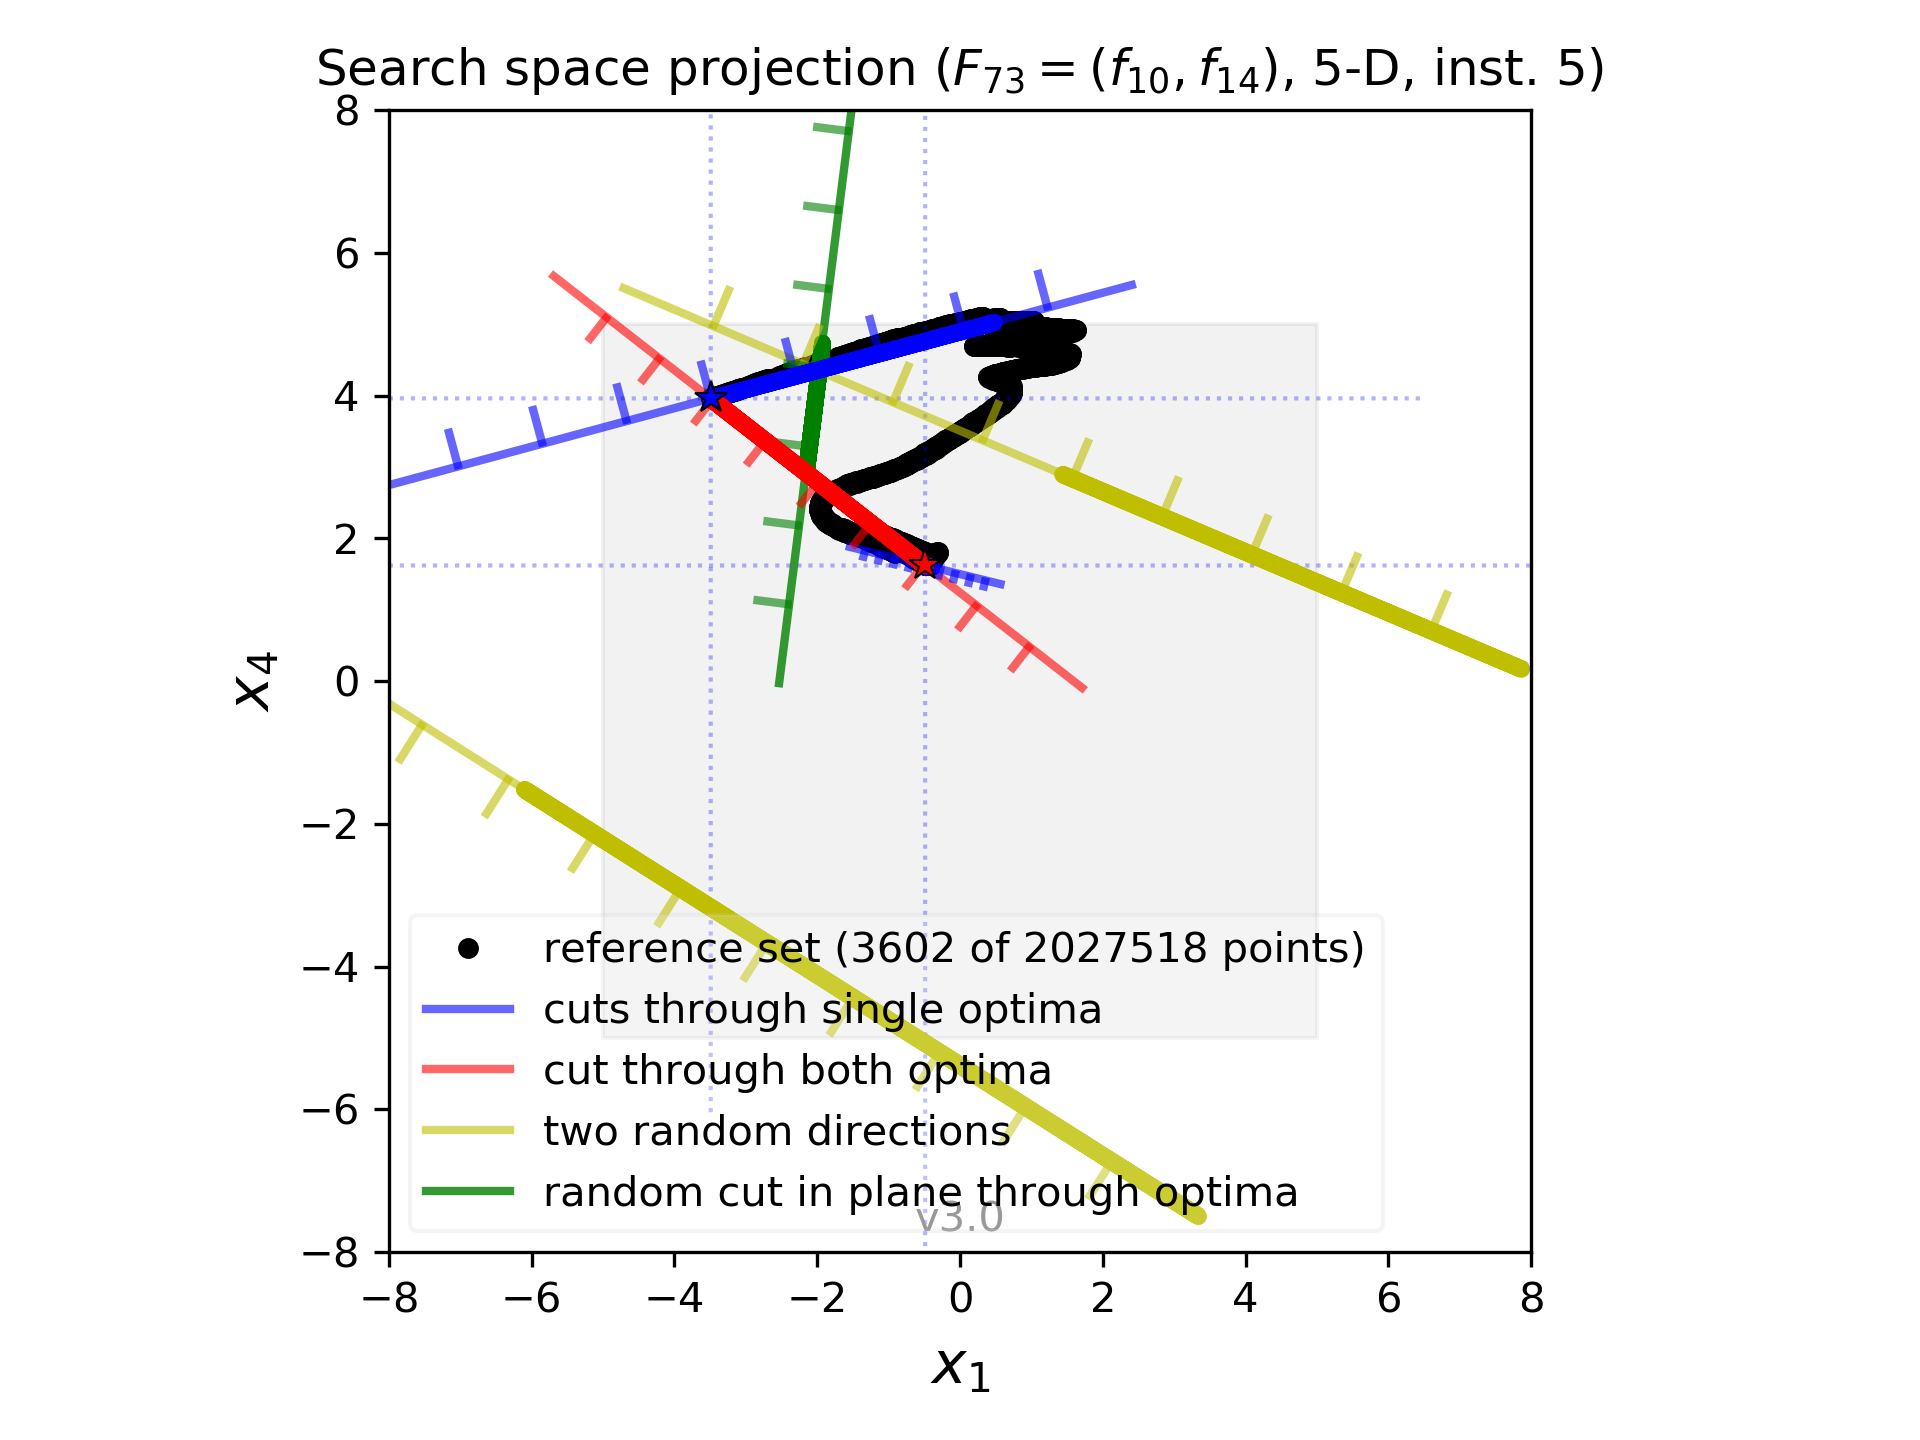 Search space projection (F73 = (f10, f14), 5-D, inst. 5)
8
6
4
2
0
−2
−4
−6
−8
x4
reference set (3602 of 2027518 points)
cuts through single optima
cut through both optima
two random directions
random cut in plane through optima
v3.0
−8 −6 −4 −2 0 2 4 6 8
x1